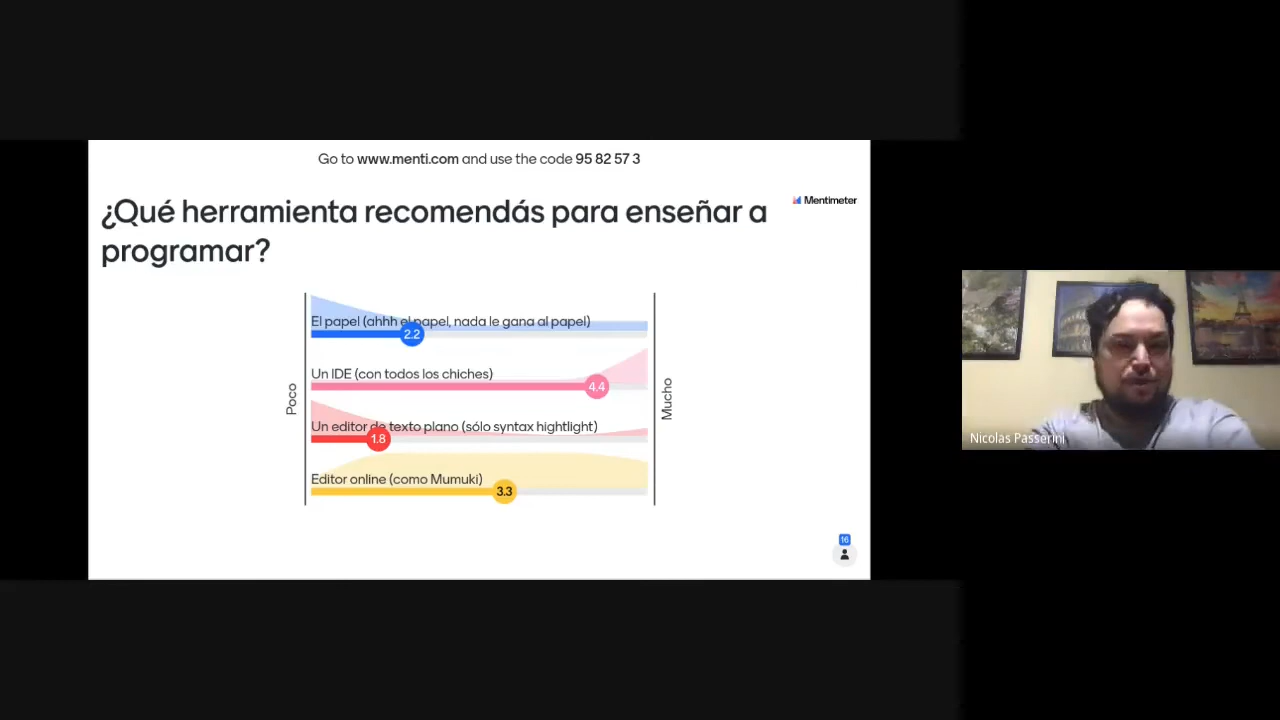 Go to www.menti.com and use the code 95 82 57 3
¿Qué herramienta recomendás para enseñar a
programar?
Mentimeter
El papel (ahhh el papel, nada le gana al papel)
2.2
Un IDE (con todos los chiches)
4.4
Un editor de texto plano (sólo syntax hightlight)
1.8
Editor online (como Mumuki)
3.3
Poco
Mucho
16
Nicolas Passerini